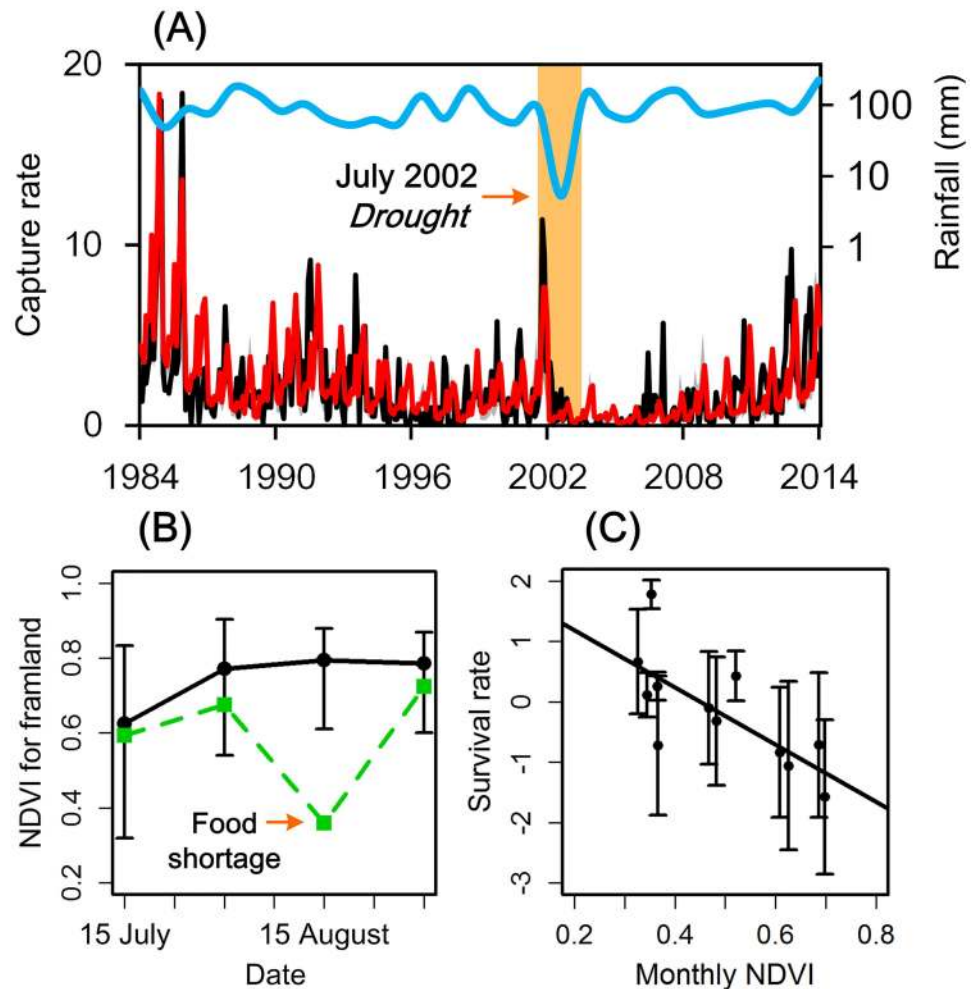 (A)
20
10
0
Capture rate
July 2002
Drought
100
10
1
Rainfall (mm)
1984 1990 1996 2002 2008 2014
(B)
1.0
0.8
0.6
0.4
0.2
NDVI for framland
Food
shortage
15 July 15 August
Date
(C)
2
1
0
-1
-2
-3
Survival rate
0.2 0.4 0.6 0.8
Monthly NDVI